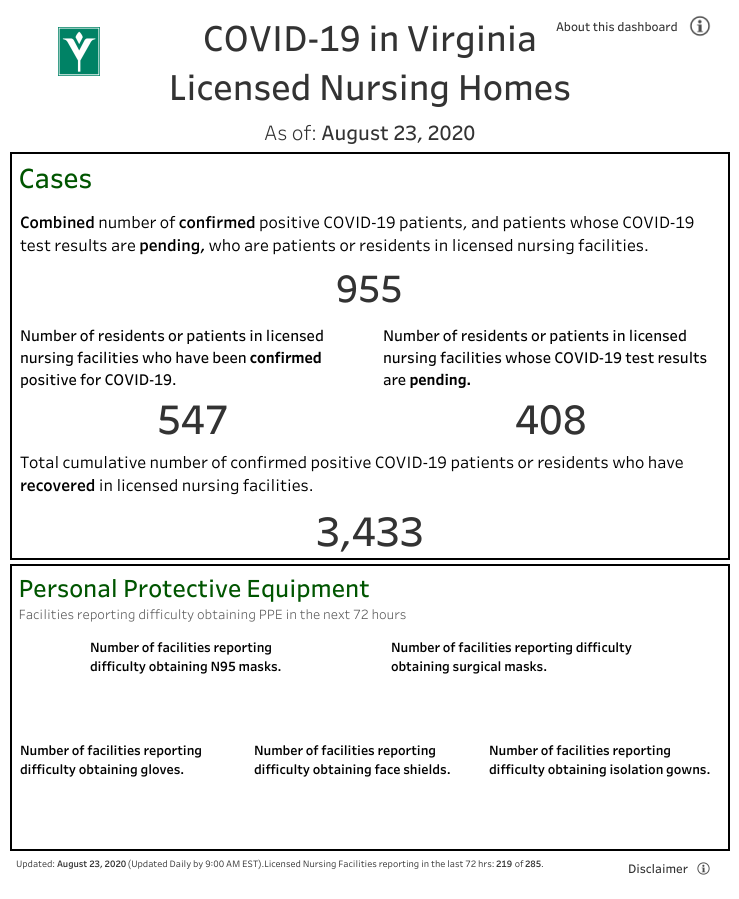 COVID-19 in Virginia
Licensed Nursing Homes
About this dashboard
As of: August 23, 2020
Cases
Combined number of confirmed positive COVID-19 patients, and patients whose COVID-19
test results are pending, who are patients or residents in licensed nursing facilities.
955
Number of residents or patients in licensed
nursing facilities who have been confirmed
positive for COVID-19.
547
Number of residents or patients in licensed
nursing facilities whose COVID-19 test results
are pending.
408
Total cumulative number of confirmed positive COVID-19 patients or residents who have
recovered in licensed nursing facilities.
3,433
Personal Protective Equipment
Facilities reporting difficulty obtaining PPE in the next 72 hours
Number of facilities reporting
difficulty obtaining N95 masks.
Number of facilities reporting difficulty
obtaining surgical masks.
Number of facilities reporting
difficulty obtaining gloves.
Number of facilities reporting
difficulty obtaining face shields.
Number of facilities reporting
difficulty obtaining isolation gowns.
Updated: August 23, 2020 (Updated Daily by 9:00 AM EST).Licensed Nursing Facilities reporting in the last 72 hrs: 219 of 285.
Disclaimer